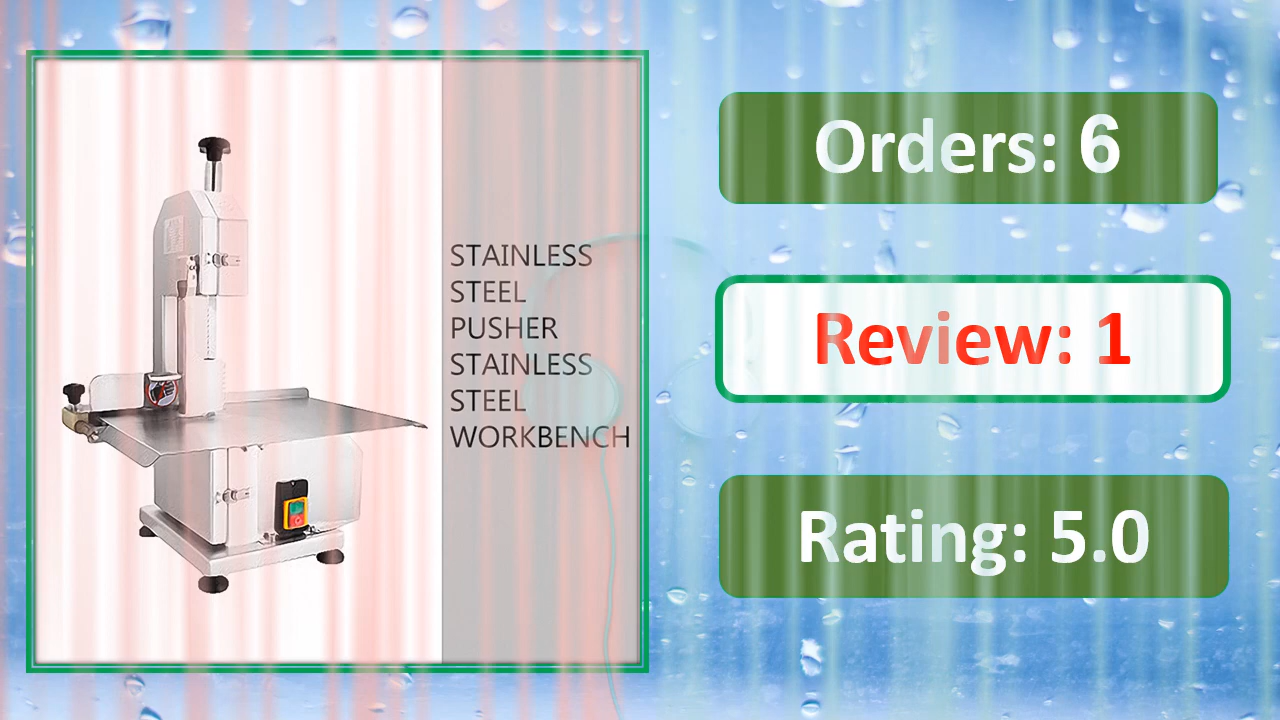 STAINLESS
STEEL
PUSHER
STAINLESS
STEEL
WORKBENCH
Orders: 6
Review: 1
Rating: 5.0